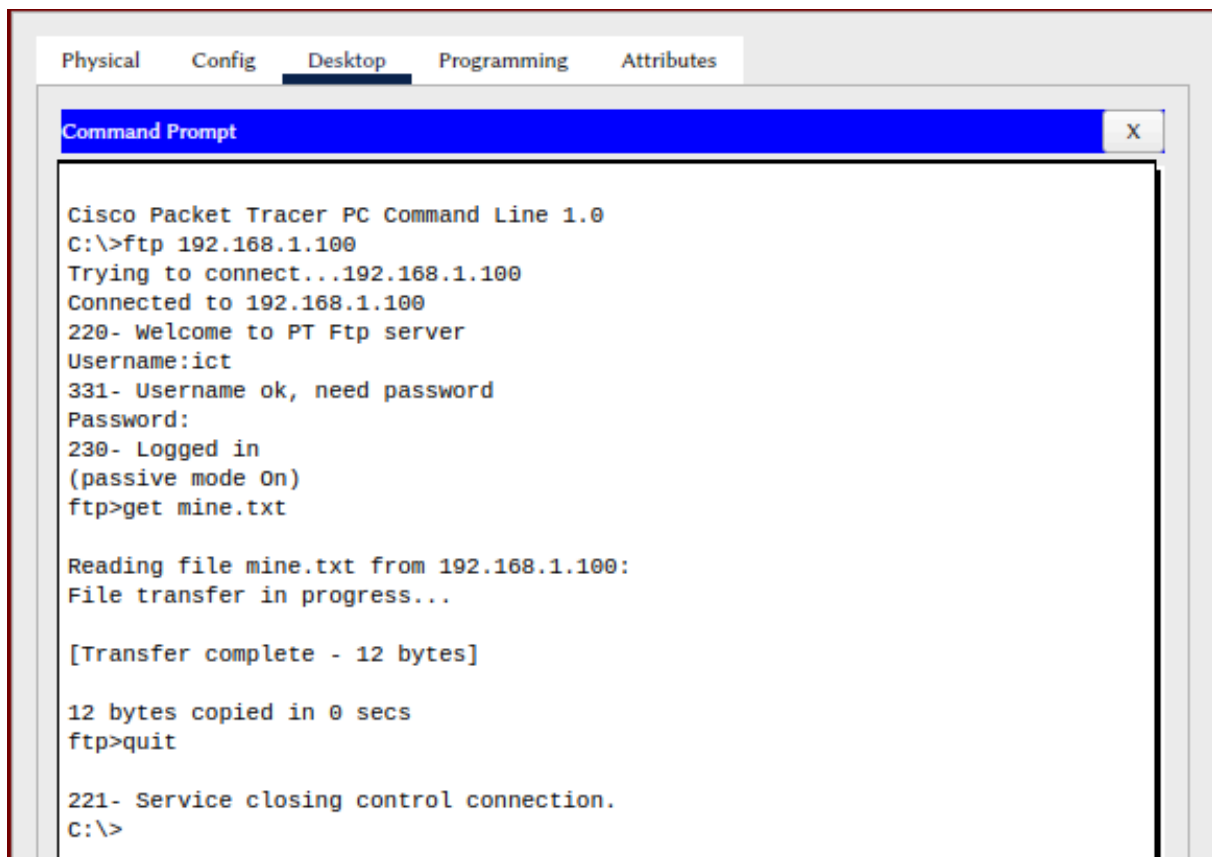 Physical Config Desktop Programming Attributes
Command Prompt X
Cisco Packet Tracer PC Command Line 1.0
C:\>ftp 192.168.1.100
Trying to connect...192.168.1.100
Connected to 192.168.1.100
220- Welcome to PT Ftp server
Username:ict
331- Username ok, need password
Password:
230- Logged in
(passive mode On)
ftp>get mine.txt
Reading file mine.txt from 192.168.1.100:
File transfer in progress...
[Transfer complete - 12 bytes]
12 bytes copied in 0 secs
ftp>quit
221- Service closing control connection.
C:\>